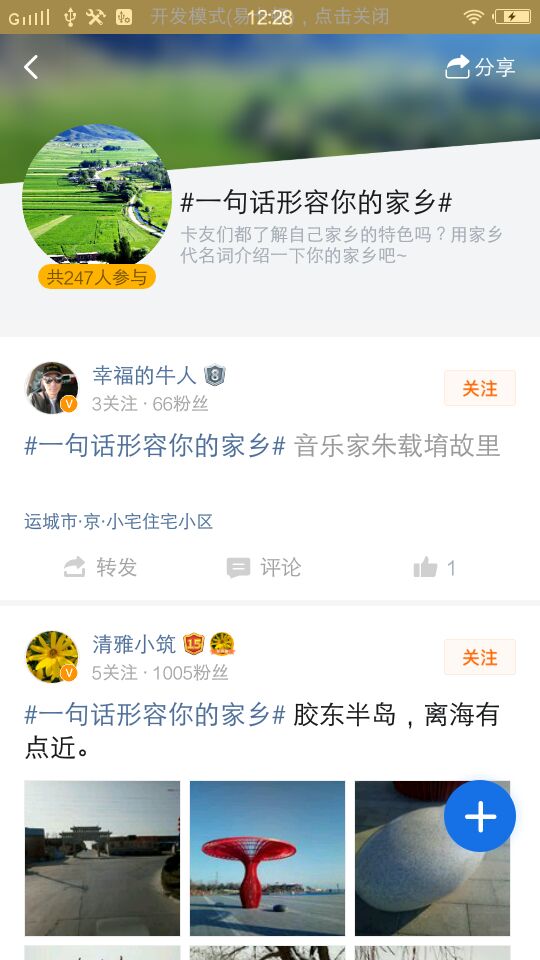 G
开发模式(易 ，点击关闭
12:28
分享
#一句话形容你的家乡#
卡友们都了解自己家乡的特色吗？用家乡
代名词介绍一下你的家乡吧~
共247人参与
幸福的牛人 8
3关注 · 66粉丝
关注
#一句话形容你的家乡# 音乐家朱载堉故里
运城市·京·小宅住宅小区
转发
评论
1
清雅小筑 15
5关注 · 1005粉丝
关注
#一句话形容你的家乡# 胶东半岛，离海有
点近。